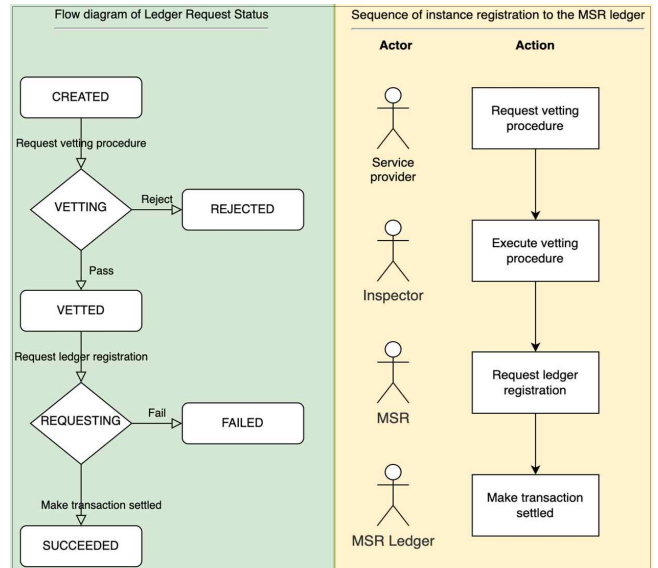 Flow diagram of Ledger Request Status
CREATED
Request vetting procedure
VETTING
Reject
REJECTED
Pass
VETTED
Request ledger registration
REQUESTING
Fail
FAILED
Make transaction settled
SUCCEEDED
Sequence of instance registration to the MSR ledger
Actor
Action
Service
provider
Request vetting
procedure
Inspector
Execute vetting
procedure
MSR
Request ledger
registration
MSR Ledger
Make transaction
settled